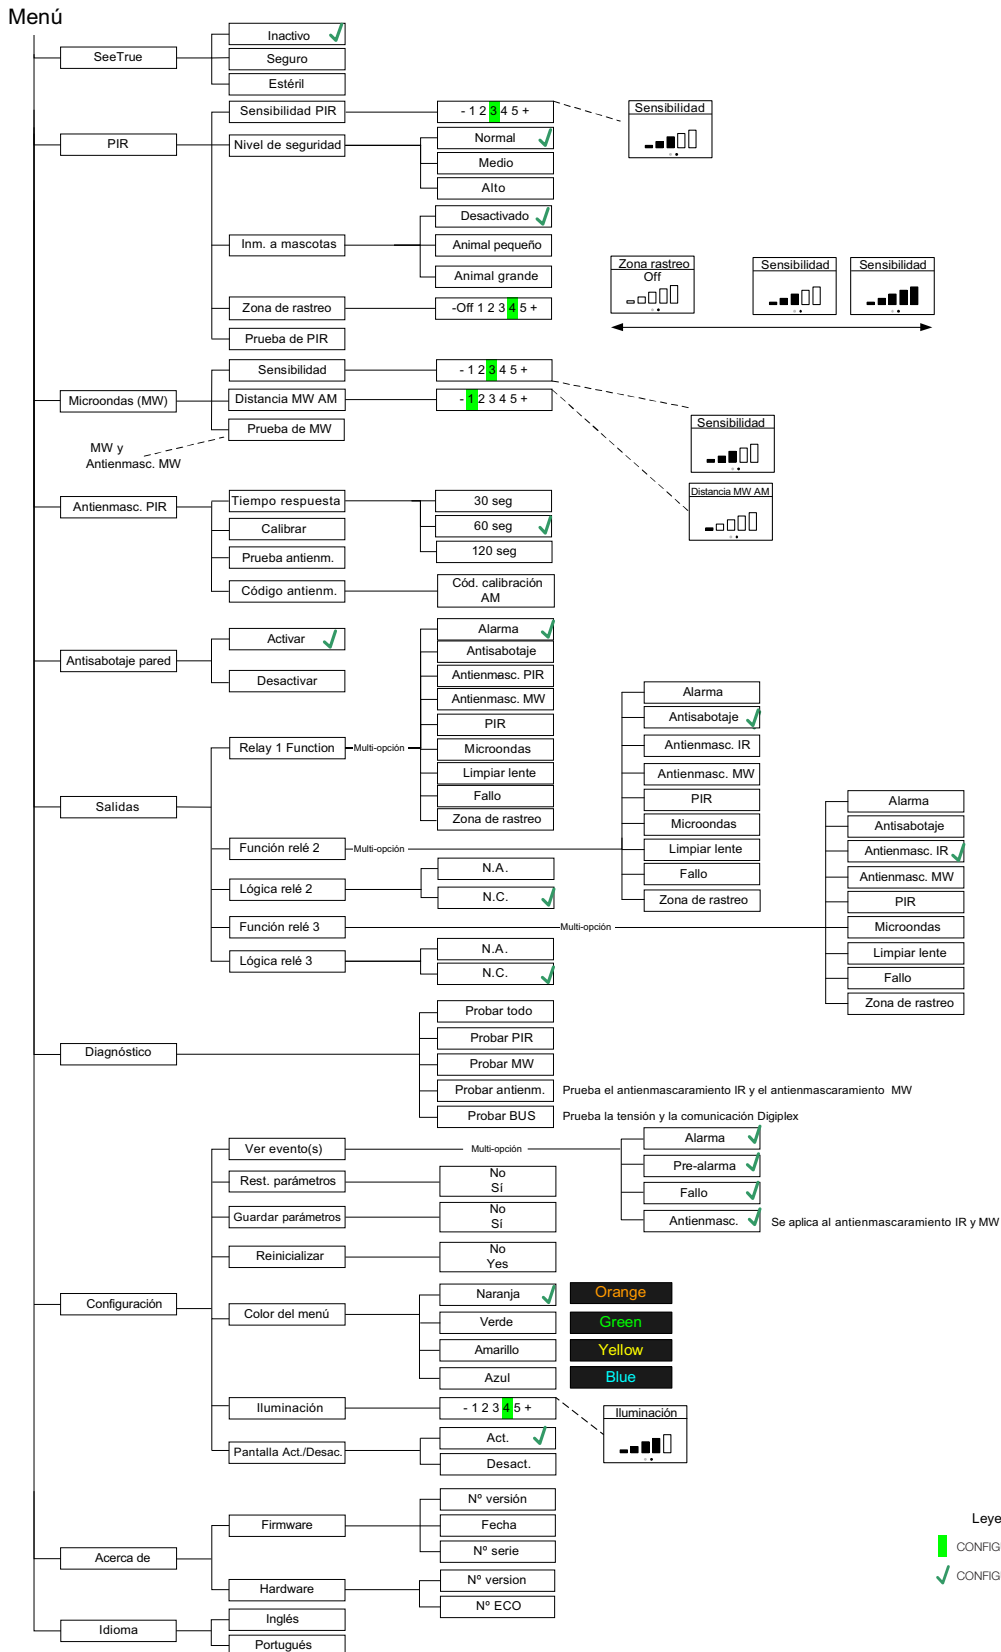 Menú
SeeTrue
Inactivo
Seguro
Estéril
PIR
Sensibilidad PIR
- 1 2 3 4 5 +
Sensibilidad
Nivel de seguridad
Normal
Medio
Alto
Inm. a mascotas
Desactivado
Animal pequeño
Animal grande
Zona de rastreo
-Off 1 2 3 4 5 +
Zona rastreo
Off
Sensibilidad
Sensibilidad
Prueba de PIR
Microondas (MW)
Sensibilidad
- 1 2 3 4 5 +
Distancia MW AM
- 1 2 3 4 5 +
Prueba de MW
MW y
Antienmasc. MW
Sensibilidad
Distancia MW AM
Antienmasc. PIR
Tiempo respuesta
30 seg
60 seg
120 seg
Calibrar
Prueba antienm.
Código antienm.
Cód. calibración
AM
Antisabotaje pared
Activar
Desactivar
Salidas
Relay 1 Function
Multi-opción
Alarma
Antisabotaje
Antienmasc. PIR
Antienmasc. MW
PIR
Microondas
Limpiar lente
Fallo
Zona de rastreo
Función relé 2
Multi-opción
Alarma
Antisabotaje
Antienmasc. IR
Antienmasc. MW
PIR
Microondas
Limpiar lente
Fallo
Zona de rastreo
Lógica relé 2
N.A.
N.C.
Función relé 3
Multi-opción
Alarma
Antisabotaje
Antienmasc. IR
Antienmasc. MW
PIR
Microondas
Limpiar lente
Fallo
Zona de rastreo
Lógica relé 3
N.A.
N.C.
Diagnóstico
Probar todo
Probar PIR
Probar MW
Probar antienm.
Prueba el antienmascaramiento IR y el antienmascaramiento MW
Probar BUS
Prueba la tensión y la comunicación Digiplex
Configuración
Ver evento(s)
Multi-opción
Alarma
Pre-alarma
Fallo
Antienmasc.
Se aplica al antienmascaramiento IR y MW
Rest. parámetros
No
Sí
Guardar parámetros
No
Sí
Reinicializar
No
Yes
Color del menú
Naranja
Orange
Verde
Green
Amarillo
Yellow
Azul
Blue
Iluminación
- 1 2 3 4 5 +
Iluminación
Pantalla Act./Desac.
Act.
Desact.
Acerca de
Firmware
Nº versión
Fecha
Nº serie
Hardware
Nº version
Nº ECO
Idioma
Inglés
Portugués
Leye
CONFIGU
CONFIGU